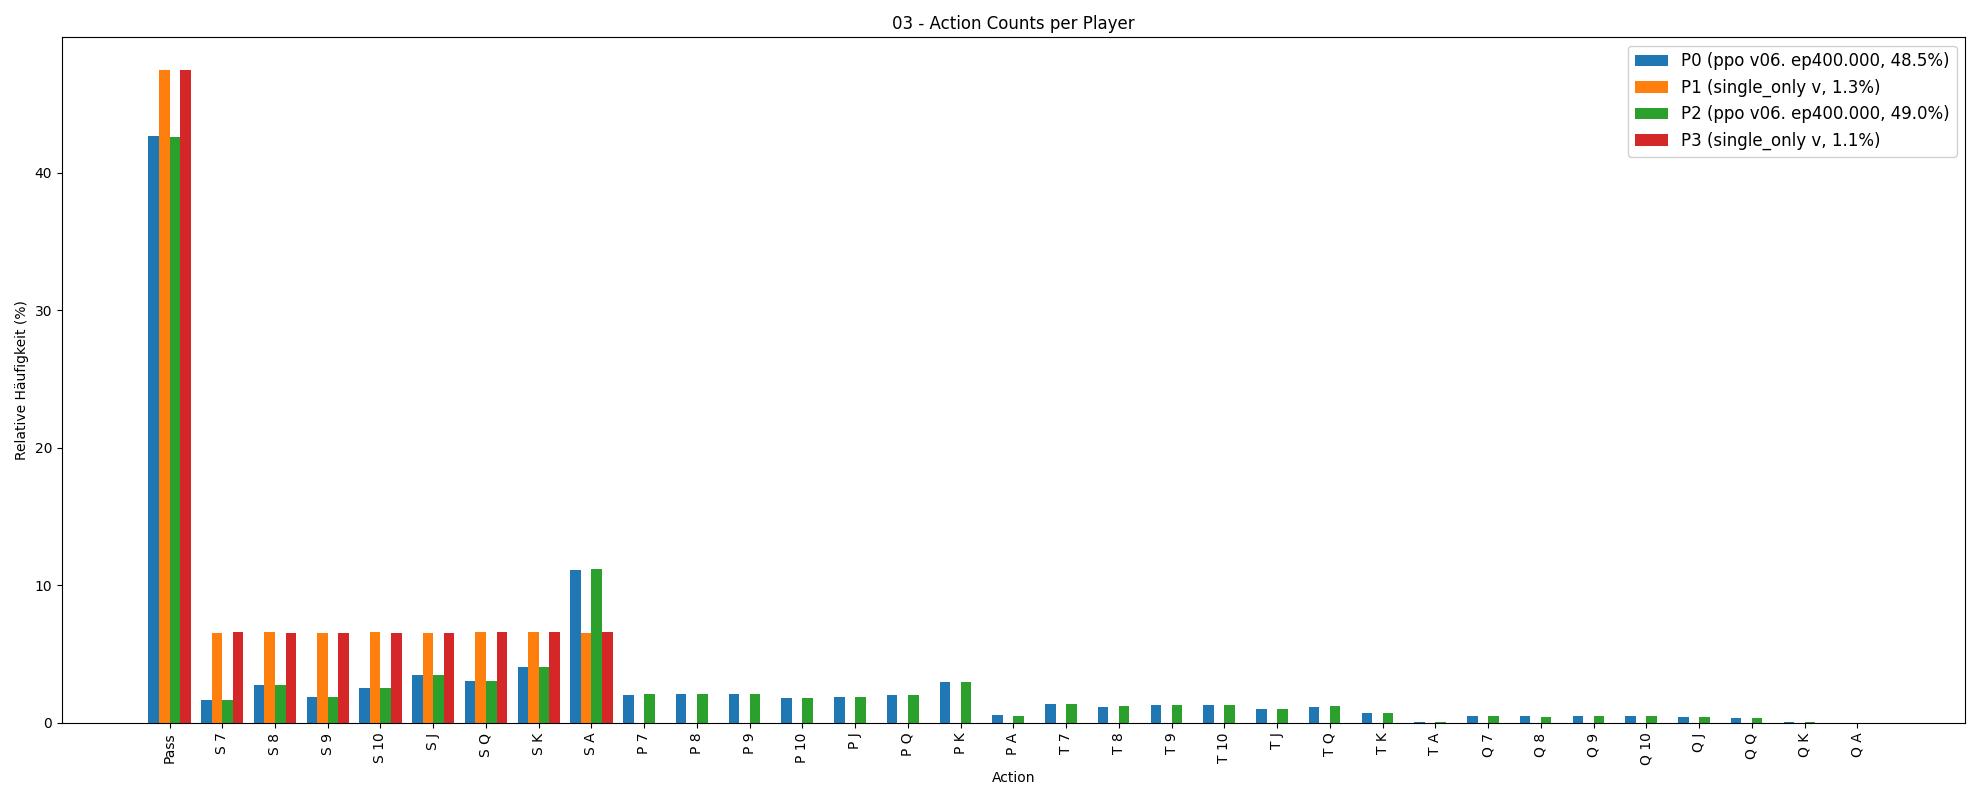 03 - Action Counts per Player
P0 (ppo v06. ep400.000, 48.5%)
P1 (single_only v, 1.3%)
P2 (ppo v06. ep400.000, 49.0%)
P3 (single_only v, 1.1%)
Relative Häufigkeit (%)
40
30
20
10
0
Pass
S 7
S 8
S 9
S 10
S J
S Q
S K
S A
P 7
P 8
P 9
P 10
P J
P Q
P K
P A
T 7
T 8
T 9
T 10
T J
T Q
T K
T A
Q 7
Q 8
Q 9
Q 10
Q J
Q Q
Q K
Q A
Action